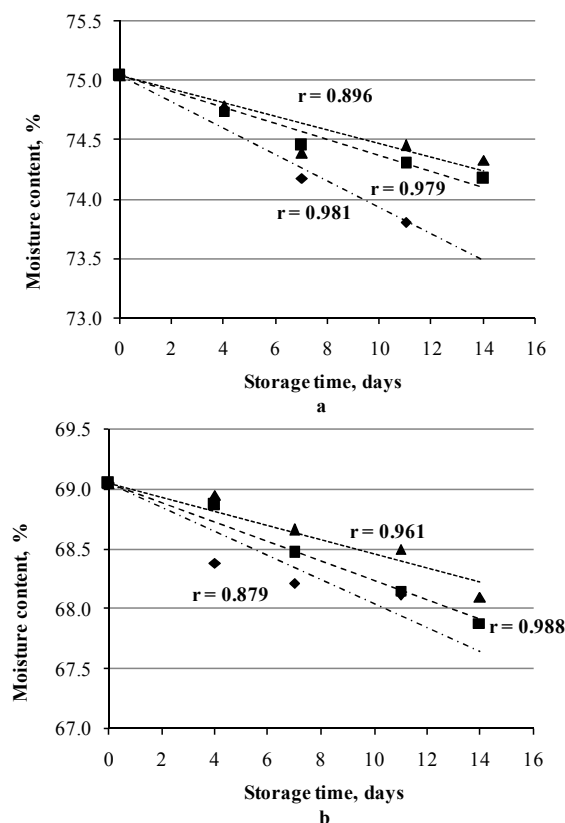 75.5
75.0
74.5
74.0
73.5
73.0
Moisture content, %
r = 0.896
r = 0.979
r = 0.981
0 2 4 6 8 10 12 14 16
Storage time, days
a
69.5
69.0
68.5
68.0
67.5
67.0
Moisture content, %
r = 0.961
r = 0.879
r = 0.988
0 2 4 6 8 10 12 14 16
Storage time, days
b